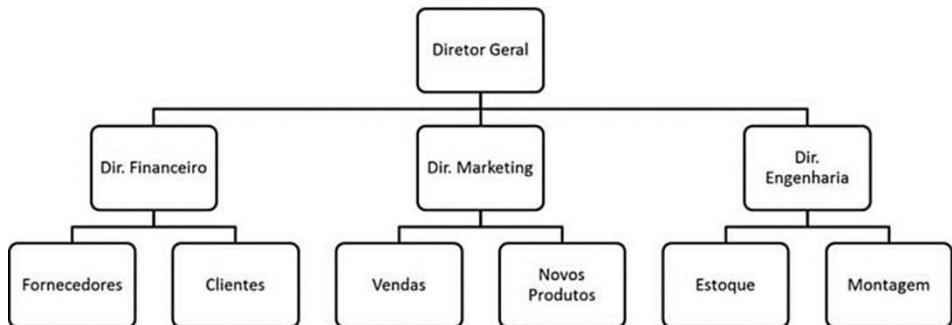 Diretor Geral
Dir. Financeiro
Dir. Marketing
Dir.
Engenharia
Fornecedores
Clientes
Vendas
Novos
Produtos
Estoque
Montagem